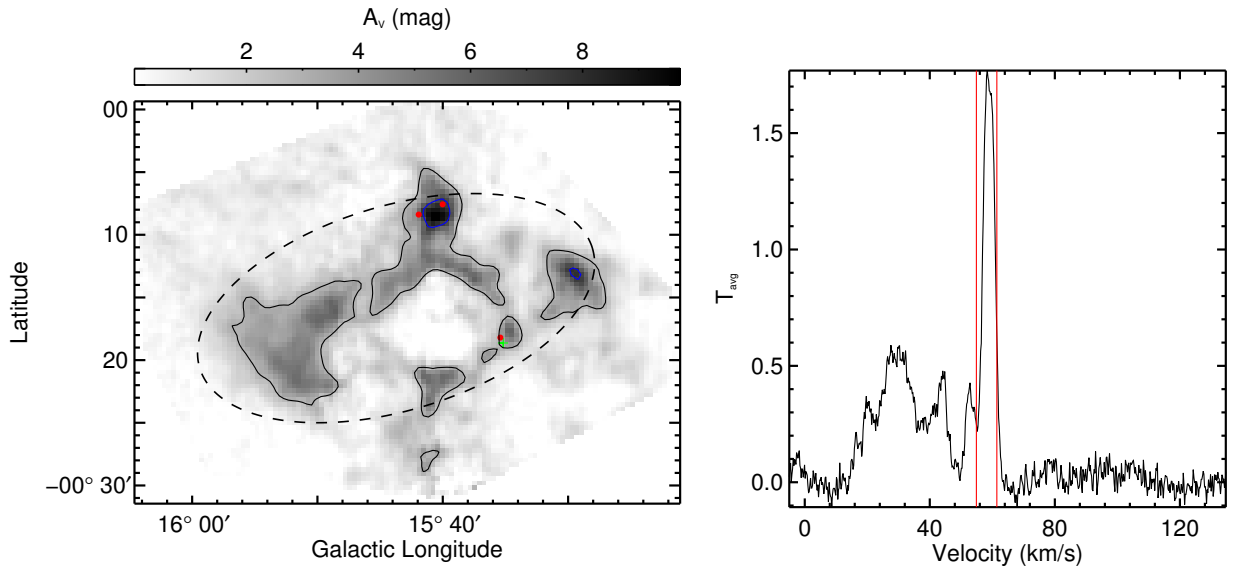 Aᵥ (mag)
2 4 6 8
00
10
20
−00° 30′
Latitude
16° 00′ 15° 40′
Galactic Longitude
1.5
1.0
0.5
0.0
T_avg
0 40 80 120
Velocity (km/s)